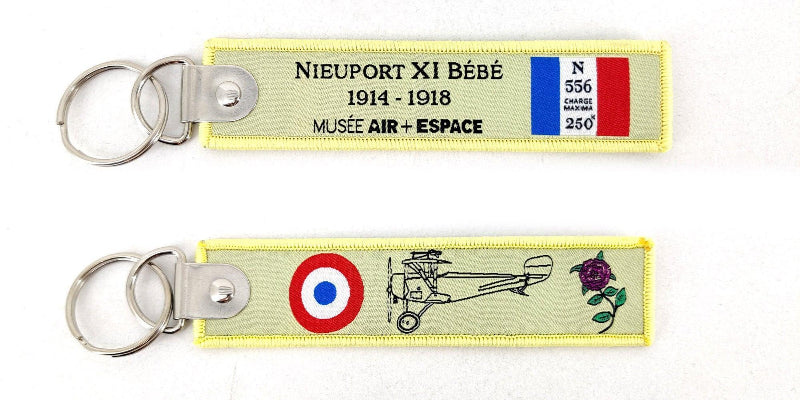 NIEUPORT XI BÉBÉ
1914 - 1918
MUSÉE AIR + ESPACE
N
556
CHARGE
MAXIMA
250ᴷ